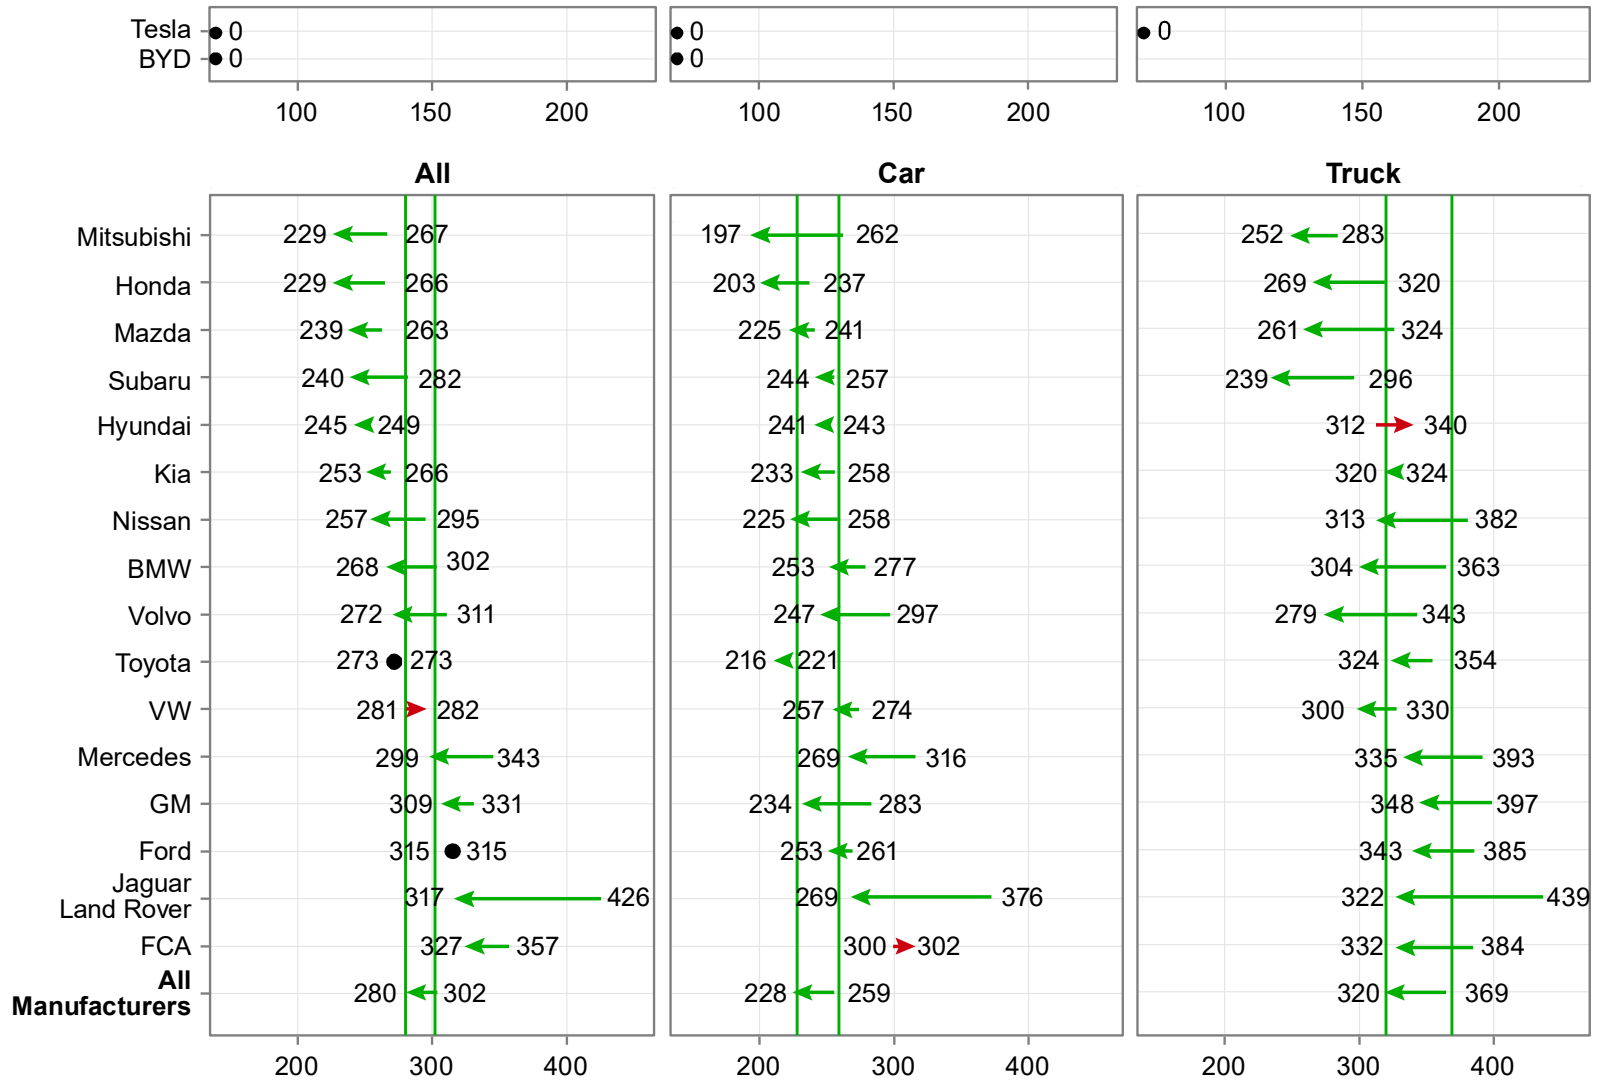 Tesla 0 0 0
BYD 0 0
100 150 200 100 150 200 100 150 200
All Car Truck
Mitsubishi 229 267 197 262 252 283
Honda 229 266 203 237 269 320
Mazda 239 263 225 241 261 324
Subaru 240 282 244 257 239 296
Hyundai 245 249 241 243 312 340
Kia 253 266 233 258 320 324
Nissan 257 295 225 258 313 382
BMW 268 302 253 277 304 363
Volvo 272 311 247 297 279 343
Toyota 273 273 216 221 324 354
VW 281 282 257 274 300 330
Mercedes 299 343 269 316 335 393
GM 309 331 234 283 348 397
Ford 315 315 253 261 343 385
Jaguar
Land Rover 317 426 269 376 322 439
FCA 327 357 300 302 332 384
All
Manufacturers 280 302 228 259 320 369
200 300 400 200 300 400 200 300 400